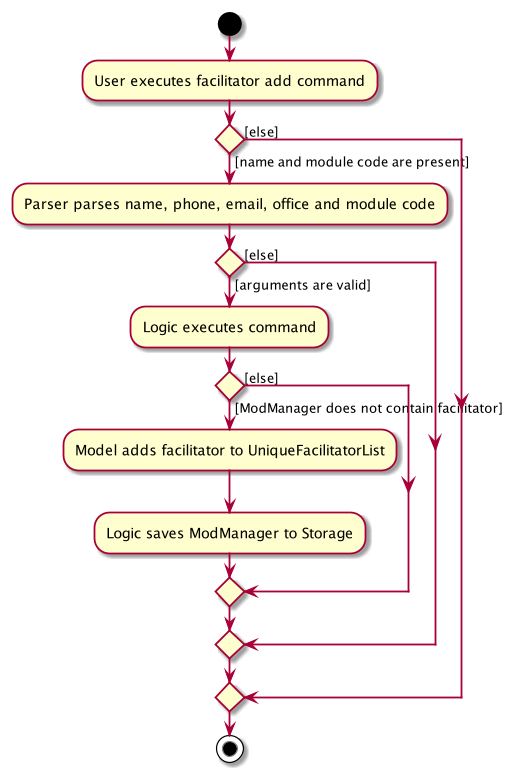 User executes facilitator add command
[else]
[name and module code are present]
Parser parses name, phone, email, office and module code
[else]
[arguments are valid]
Logic executes command
[else]
[ModManager does not contain facilitator]
Model adds facilitator to UniqueFacilitatorList
Logic saves ModManager to Storage